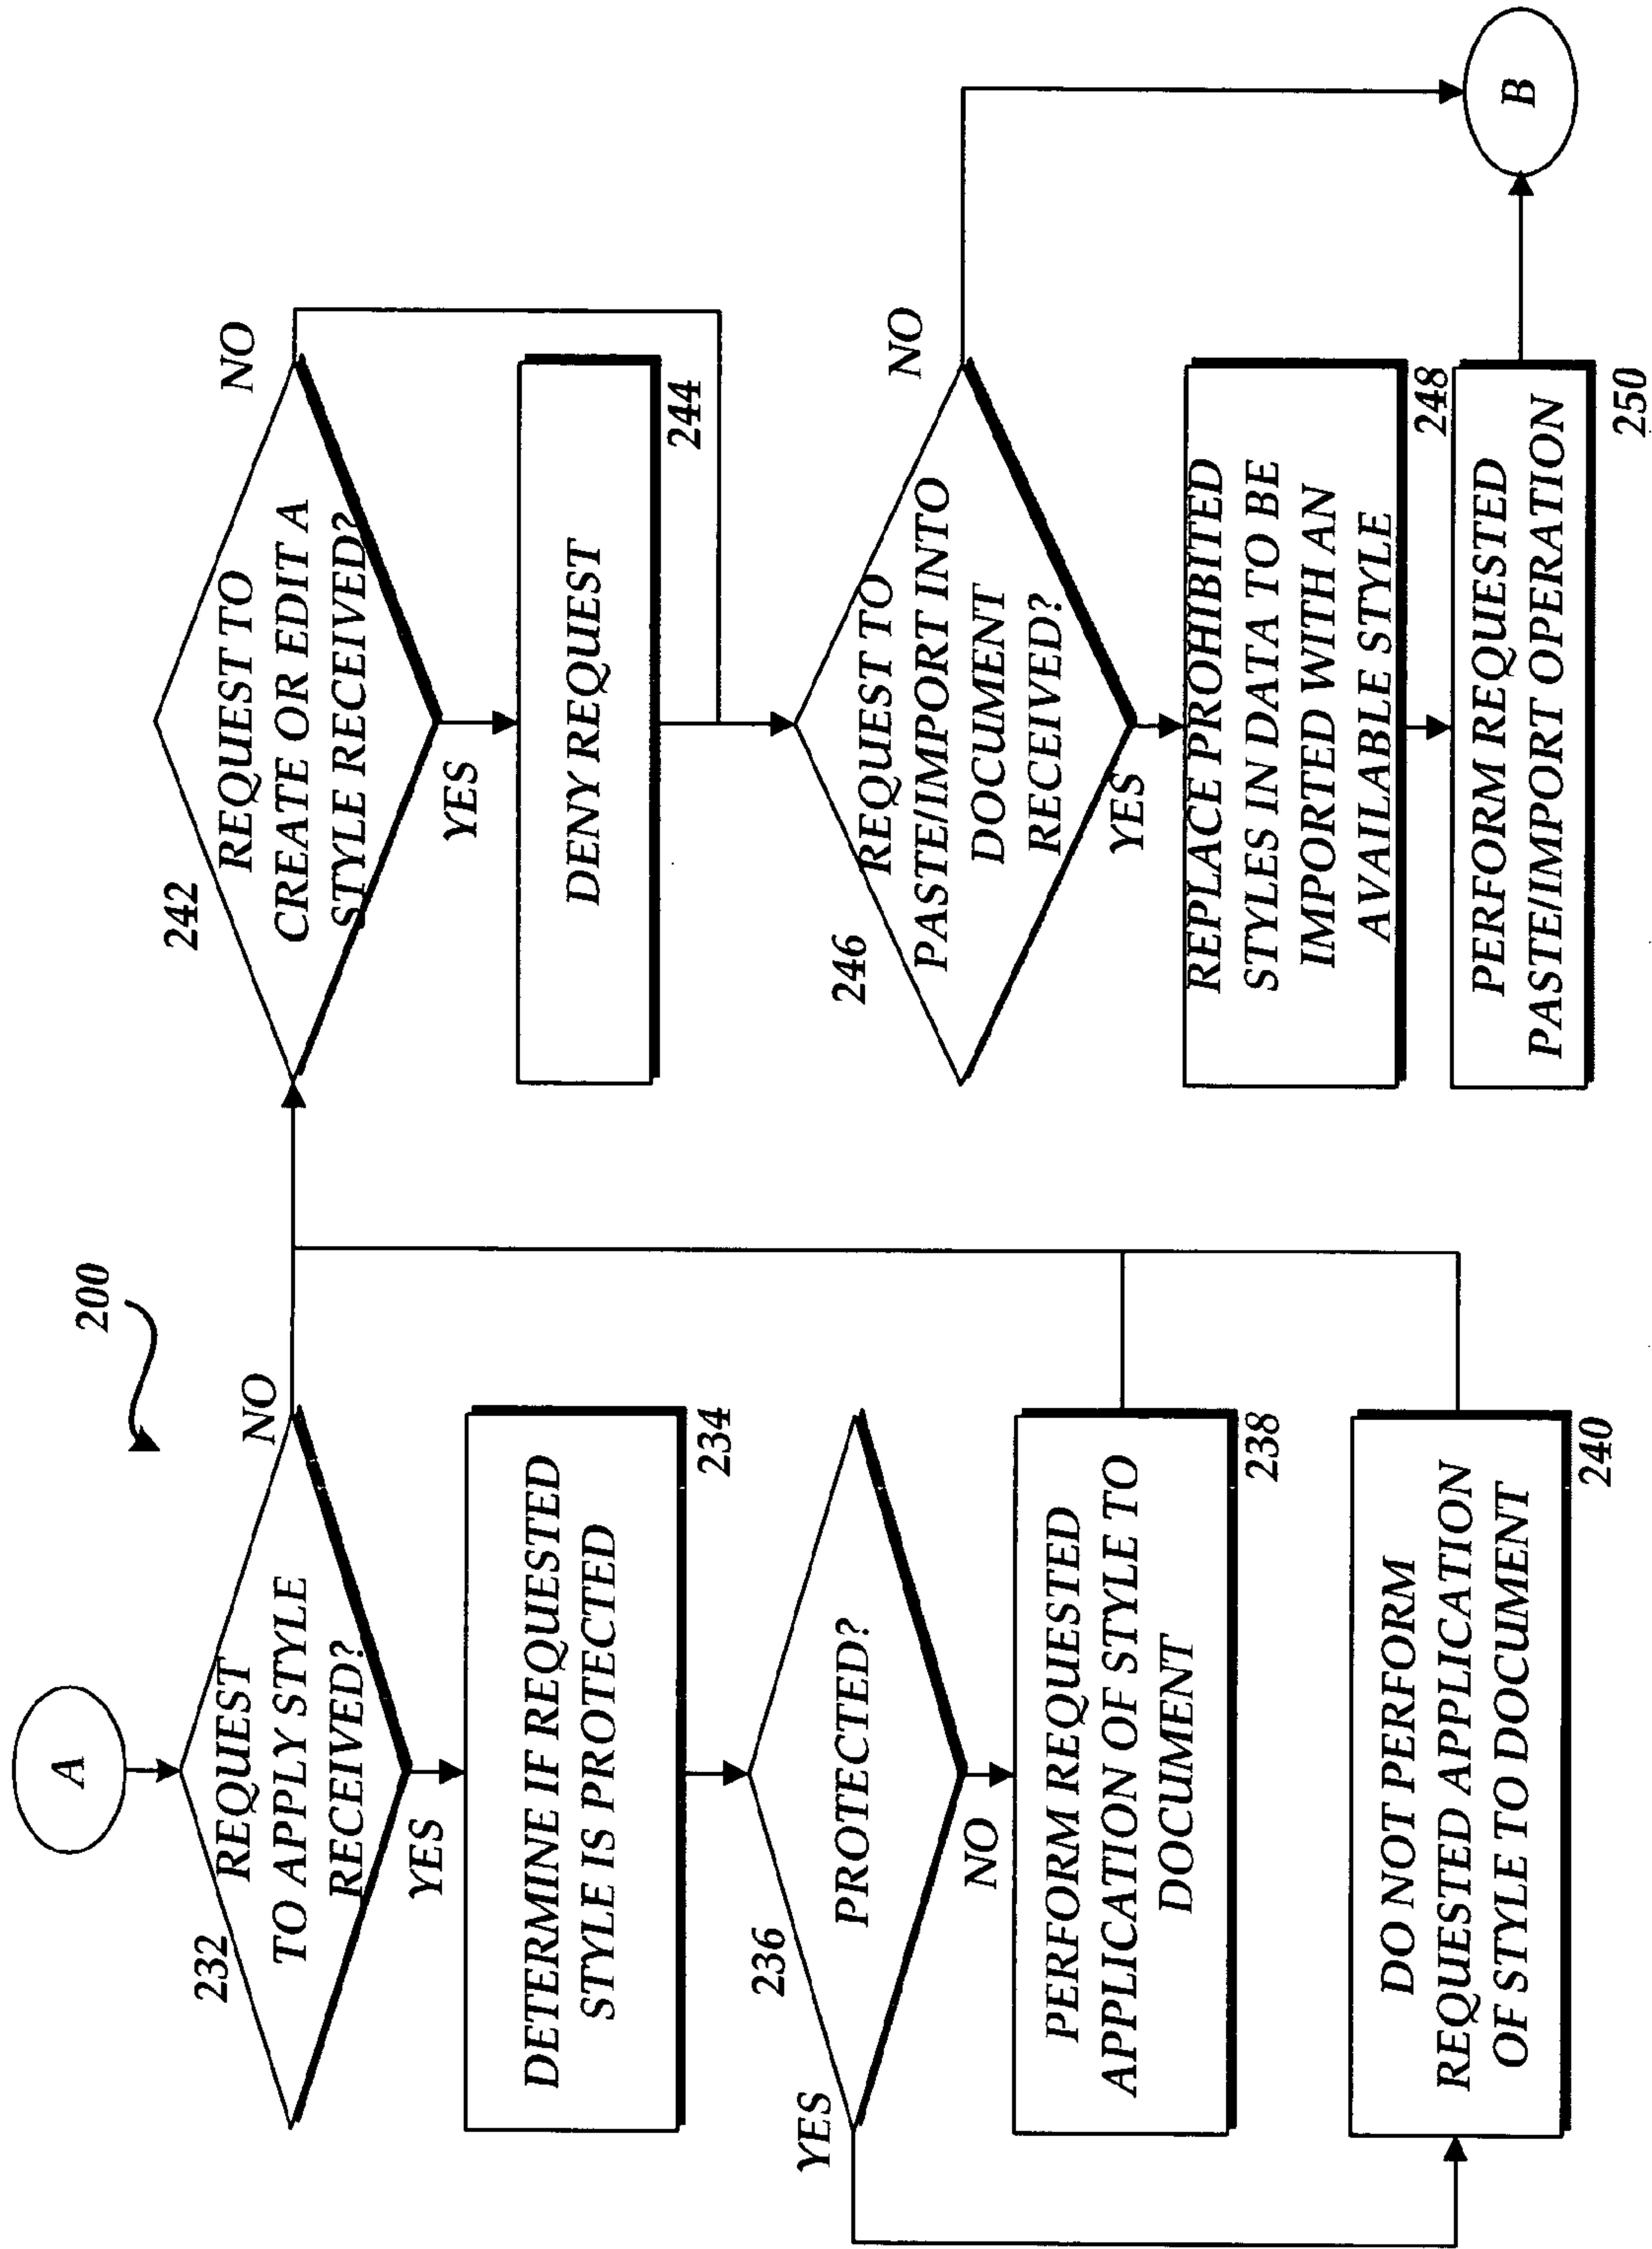 200
A
232
REQUEST
TO APPLY STYLE
RECEIVED?
NO
YES
DETERMINE IF REQUESTED
STYLE IS PROTECTED
234
236
PROTECTED?
YES
NO
PERFORM REQUESTED
APPLICATION OF STYLE TO
DOCUMENT
238
DO NOT PERFORM
REQUESTED APPLICATION
OF STYLE TO DOCUMENT
240
242
REQUEST TO
CREATE OR EDIT A
STYLE RECEIVED?
NO
YES
DENY REQUEST
244
246
REQUEST TO
PASTE/IMPORT INTO
DOCUMENT
RECEIVED?
NO
YES
REPLACE PROHIBITED
STYLES IN DATA TO BE
IMPORTED WITH AN
AVAILABLE STYLE
248
PERFORM REQUESTED
PASTE/IMPORT OPERATION
250
B